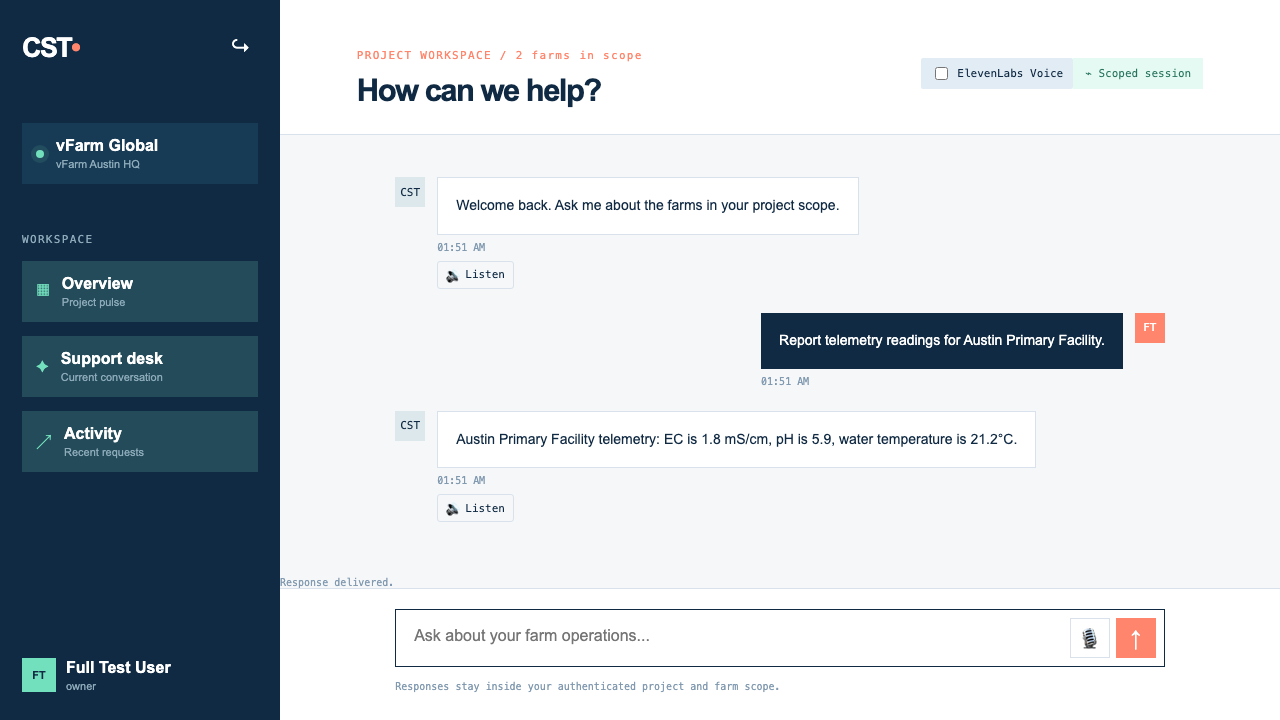 CST
vFarm Global
vFarm Austin HQ
WORKSPACE
Overview
Project pulse
Support desk
Current conversation
Activity
Recent requests
FT
Full Test User
owner
PROJECT WORKSPACE / 2 farms in scope
How can we help?
ElevenLabs Voice
Scoped session
CST
Welcome back. Ask me about the farms in your project scope.
01:51 AM
Listen
Report telemetry readings for Austin Primary Facility.
FT
01:51 AM
CST
Austin Primary Facility telemetry: EC is 1.8 mS/cm, pH is 5.9, water temperature is 21.2°C.
01:51 AM
Listen
Response delivered.
Ask about your farm operations...
Responses stay inside your authenticated project and farm scope.